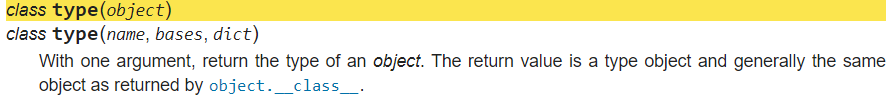 class type(object)
class type(name, bases, dict)
With one argument, return the type of an object. The return value is a type object and generally the same
object as returned by object.__class__.